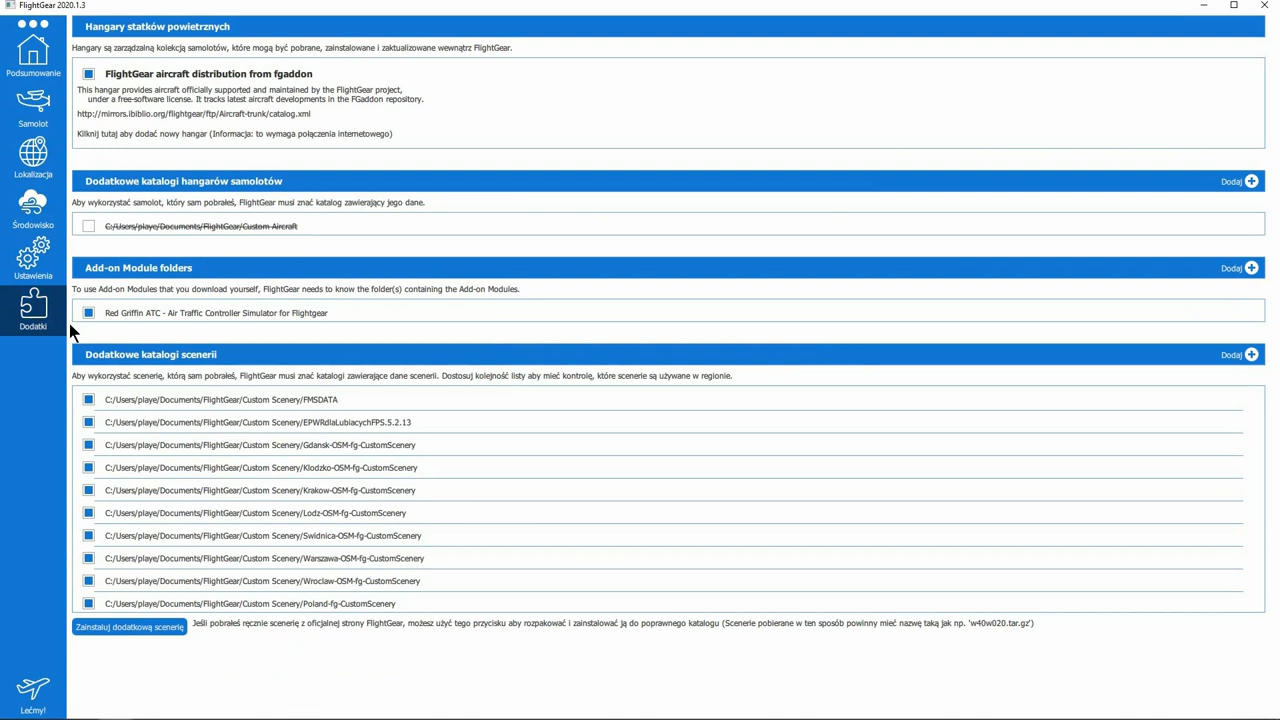 FlightGear 2020.1.3
Podsumowanie
Samolot
Lokalizacja
Środowisko
Ustawienia
Dodatki
Lećmy!
Hangary statków powietrznych
Hangary są zarządzalną kolekcją samolotów, które mogą być pobrane, zainstalowane i zaktualizowane wewnątrz FlightGear.
FlightGear aircraft distribution from fgaddon
This hangar provides aircraft officially supported and maintained by the FlightGear project,
under a free-software license. It tracks latest aircraft developments in the FGaddon repository.
http://mirrors.ibiblio.org/flightgear/ftp/Aircraft-trunk/catalog.xml
Kliknij tutaj aby dodać nowy hangar (Informacja: to wymaga połączenia internetowego)
Dodatkowe katalogi hangarów samolotów
Dodaj
Aby wykorzystać samolot, który sam pobrałeś, FlightGear musi znać katalog zawierający jego dane.
C:/Users/playe/Documents/FlightGear/Custom Aircraft
Add-on Module folders
Dodaj
To use Add-on Modules that you download yourself, FlightGear needs to know the folder(s) containing the Add-on Modules.
Red Griffin ATC - Air Traffic Controller Simulator for Flightgear
Dodatkowe katalogi scenerii
Dodaj
Aby wykorzystać scenerię, którą sam pobrałeś, FlightGear musi znać katalogi zawierające dane scenerii. Dostosuj kolejność listy aby mieć kontrolę, które scenerie są używane w regionie.
C:/Users/playe/Documents/FlightGear/Custom Scenery/FMSDATA
C:/Users/playe/Documents/FlightGear/Custom Scenery/EPWRdlaLubiacychFPS.5.2.13
C:/Users/playe/Documents/FlightGear/Custom Scenery/Gdansk-OSM-fg-CustomScenery
C:/Users/playe/Documents/FlightGear/Custom Scenery/Klodzko-OSM-fg-CustomScenery
C:/Users/playe/Documents/FlightGear/Custom Scenery/Krakow-OSM-fg-CustomScenery
C:/Users/playe/Documents/FlightGear/Custom Scenery/Lodz-OSM-fg-CustomScenery
C:/Users/playe/Documents/FlightGear/Custom Scenery/Swidnica-OSM-fg-CustomScenery
C:/Users/playe/Documents/FlightGear/Custom Scenery/Warszawa-OSM-fg-CustomScenery
C:/Users/playe/Documents/FlightGear/Custom Scenery/Wroclaw-OSM-fg-CustomScenery
C:/Users/playe/Documents/FlightGear/Custom Scenery/Poland-fg-CustomScenery
Zainstaluj dodatkową scenerię
Jeśli pobrałeś ręcznie scenerię z oficjalnej strony FlightGear, możesz użyć tego przycisku aby rozpakować i zainstalować ją do poprawnego katalogu (Scenerie pobierane w ten sposób powinny mieć nazwę taką jak np. 'w40w020.tar.gz')